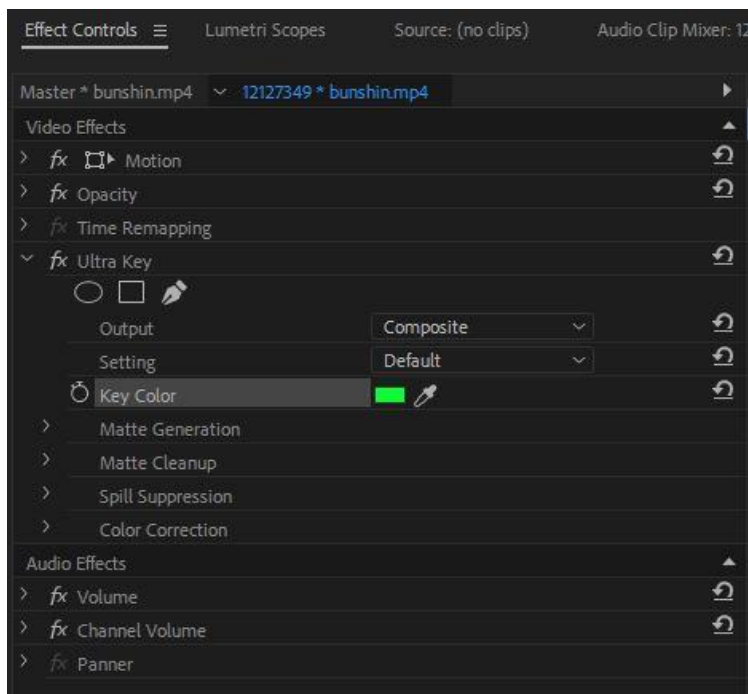 Effect Controls Lumetri Scopes Source: (no clips) Audio Clip Mixer: 12
Master * bunshin.mp4 12127349 * bunshin.mp4
Video Effects
fx Motion
fx Opacity
fx Time Remapping
fx Ultra Key
Output Composite
Setting Default
Key Color
Matte Generation
Matte Cleanup
Spill Suppression
Color Correction
Audio Effects
fx Volume
fx Channel Volume
fx Panner